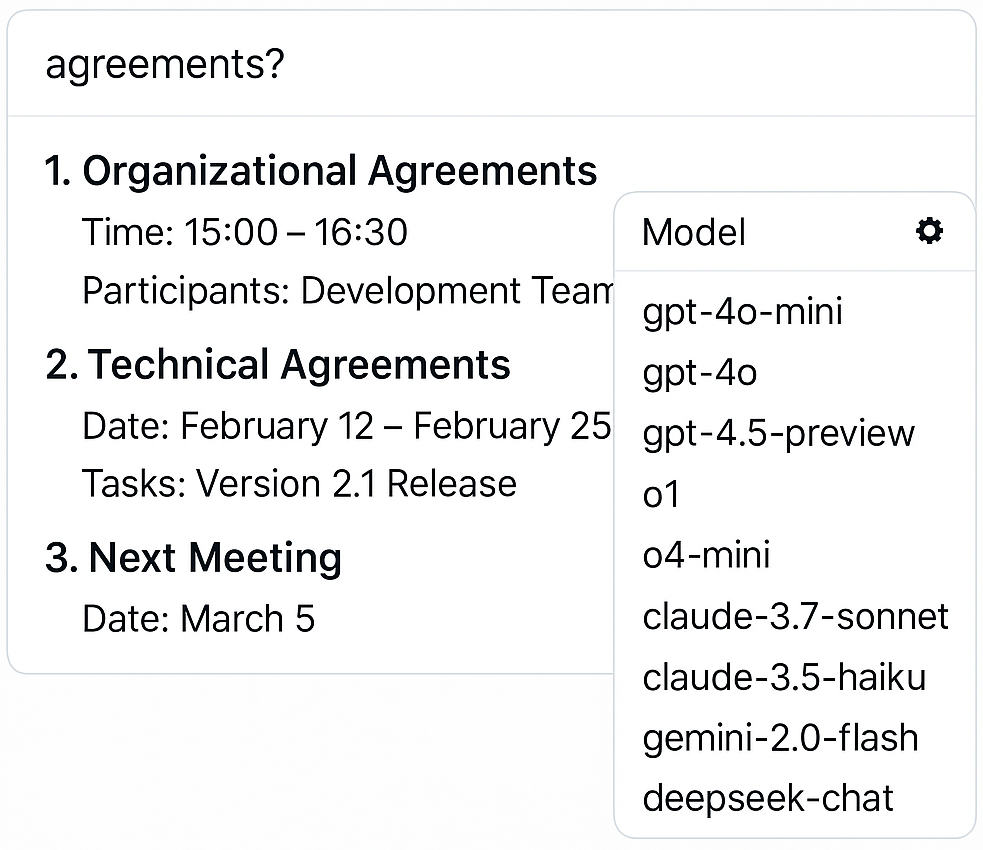 agreements?
1. Organizational Agreements
Time: 15:00 – 16:30
Participants: Development Team
2. Technical Agreements
Date: February 12 – February 25
Tasks: Version 2.1 Release
3. Next Meeting
Date: March 5
Model
gpt-4o-mini
gpt-4o
gpt-4.5-preview
o1
o4-mini
claude-3.7-sonnet
claude-3.5-haiku
gemini-2.0-flash
deepseek-chat